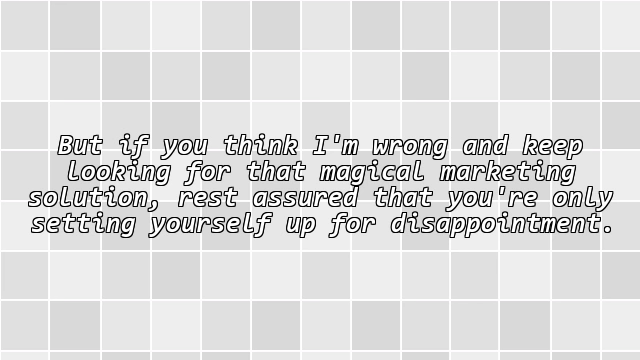 But if you think I'm wrong and keep
looking for that magical marketing
solution, rest assured that you're only
setting yourself up for disappointment.